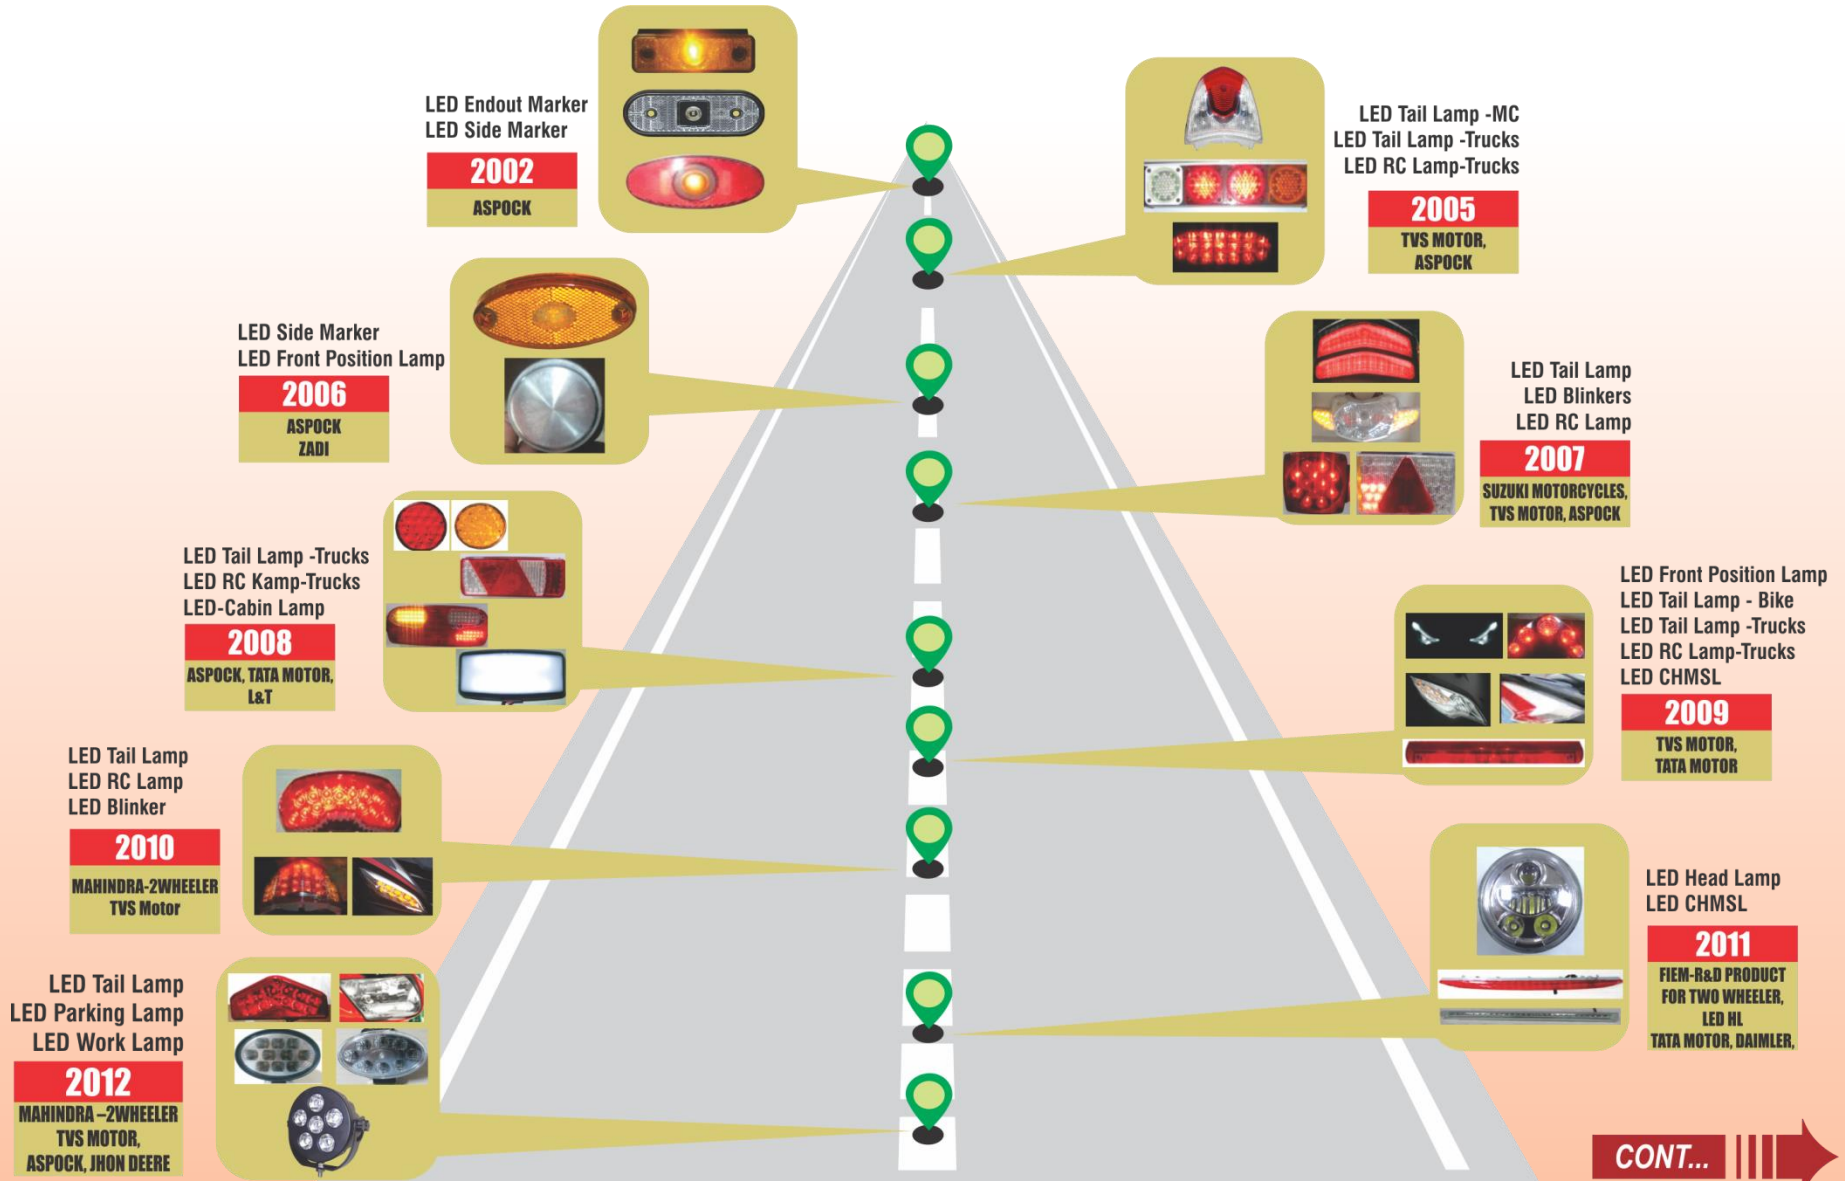 LED Endout Marker
LED Side Marker
2002
ASPOCK
LED Tail Lamp -MC
LED Tail Lamp -Trucks
LED RC Lamp-Trucks
2005
TVS MOTOR,
ASPOCK
LED Side Marker
LED Front Position Lamp
2006
ASPOCK
ZADI
LED Tail Lamp
LED Blinkers
LED RC Lamp
2007
SUZUKI MOTORCYCLES,
TVS MOTOR, ASPOCK
LED Tail Lamp -Trucks
LED RC Kamp-Trucks
LED-Cabin Lamp
2008
ASPOCK, TATA MOTOR,
L&T
LED Front Position Lamp
LED Tail Lamp - Bike
LED Tail Lamp -Trucks
LED RC Lamp-Trucks
LED CHMSL
2009
TVS MOTOR,
TATA MOTOR
LED Tail Lamp
LED RC Lamp
LED Blinker
2010
MAHINDRA-2WHEELER
TVS Motor
LED Head Lamp
LED CHMSL
2011
FIEM-R&D PRODUCT
FOR TWO WHEELER,
LED HL
TATA MOTOR, DAIMLER,
LED Tail Lamp
LED Parking Lamp
LED Work Lamp
2012
MAHINDRA –2WHEELER
TVS MOTOR,
ASPOCK, JHON DEERE
CONT...